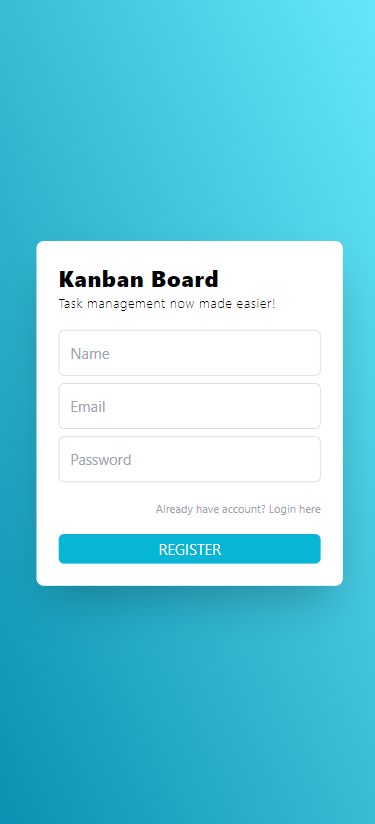 Kanban Board
Task management now made easier!
Name
Email
Password
Already have account? Login here
REGISTER